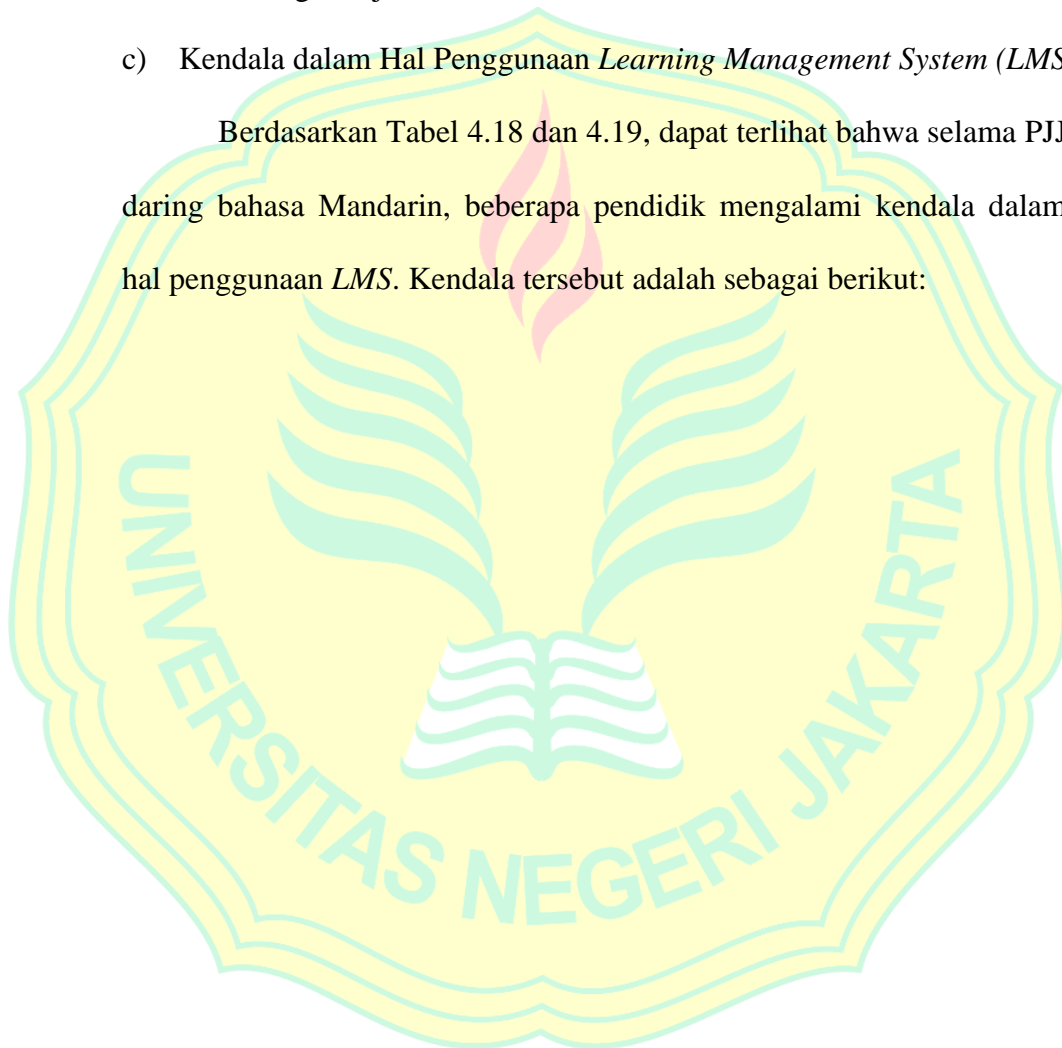 c) Kendala dalam Hal Penggunaan Learning Management System (LMS
Berdasarkan Tabel 4.18 dan 4.19, dapat terlihat bahwa selama PJJ
daring bahasa Mandarin, beberapa pendidik mengalami kendala dalam
hal penggunaan LMS. Kendala tersebut adalah sebagai berikut:
UNIVERSITAS NEGERI JAKARTA